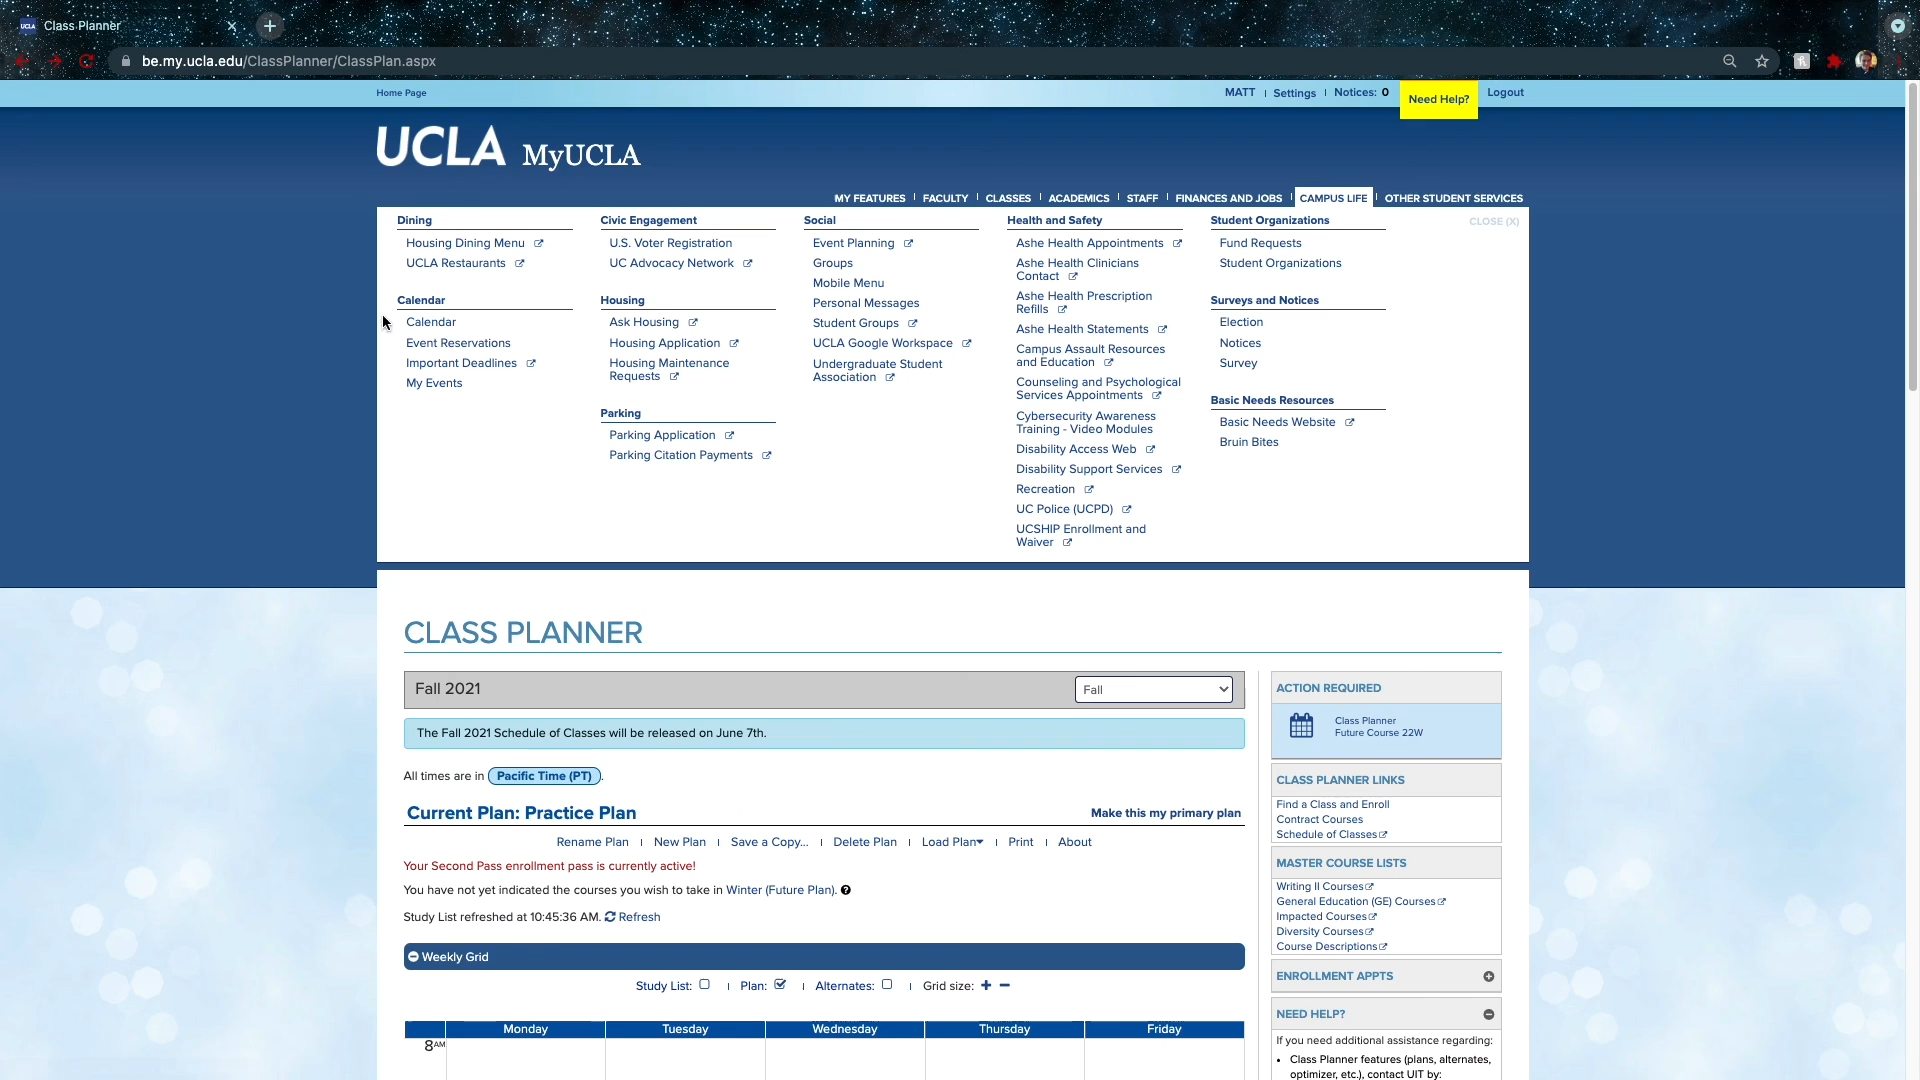 UCLA Class Planner
be.my.ucla.edu/ClassPlanner/ClassPlan.aspx
Home Page
MATT | Settings | Notices: 0 Need Help? Logout
UCLA MyUCLA
MY FEATURES | FACULTY | CLASSES | ACADEMICS | STAFF | FINANCES AND JOBS | CAMPUS LIFE | OTHER STUDENT SERVICES
CLOSE (X)
Dining
Housing Dining Menu
UCLA Restaurants
Calendar
Calendar
Event Reservations
Important Deadlines
My Events
Civic Engagement
U.S. Voter Registration
UC Advocacy Network
Housing
Ask Housing
Housing Application
Housing Maintenance
Requests
Parking
Parking Application
Parking Citation Payments
Social
Event Planning
Groups
Mobile Menu
Personal Messages
Student Groups
UCLA Google Workspace
Undergraduate Student
Association
Health and Safety
Ashe Health Appointments
Ashe Health Clinicians
Contact
Ashe Health Prescription
Refills
Ashe Health Statements
Campus Assault Resources
and Education
Counseling and Psychological
Services Appointments
Cybersecurity Awareness
Training - Video Modules
Disability Access Web
Disability Support Services
Recreation
UC Police (UCPD)
UCSHIP Enrollment and
Waiver
Student Organizations
Fund Requests
Student Organizations
Surveys and Notices
Election
Notices
Survey
Basic Needs Resources
Basic Needs Website
Bruin Bites
CLASS PLANNER
Fall 2021
Fall
The Fall 2021 Schedule of Classes will be released on June 7th.
All times are in Pacific Time (PT).
Current Plan: Practice Plan
Make this my primary plan
Rename Plan | New Plan | Save a Copy... | Delete Plan | Load Plan | Print | About
Your Second Pass enrollment pass is currently active!
You have not yet indicated the courses you wish to take in Winter (Future Plan).
Study List refreshed at 10:45:36 AM. Refresh
Weekly Grid
Study List: | Plan: | Alternates: | Grid size: + −
Monday Tuesday Wednesday Thursday Friday
8AM
ACTION REQUIRED
Class Planner
Future Course 22W
CLASS PLANNER LINKS
Find a Class and Enroll
Contract Courses
Schedule of Classes
MASTER COURSE LISTS
Writing II Courses
General Education (GE) Courses
Impacted Courses
Diversity Courses
Course Descriptions
ENROLLMENT APPTS
NEED HELP?
If you need additional assistance regarding:
• Class Planner features (plans, alternates,
optimizer, etc.), contact UIT by: